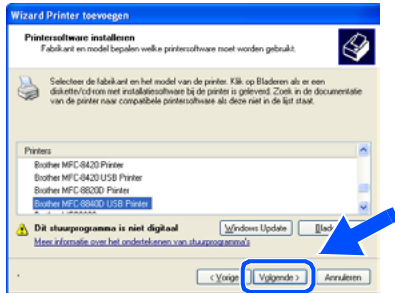 Wizard Printer toevoegen
Printersoftware installeren
Fabrikant en model bepalen welke printersoftware moet worden gebruikt.
Selecteer de fabrikant en het model van de printer. Klik op Bladeren als er een
diskette/cd-rom met installatiesoftware bij de printer is geleverd. Zoek in de documentatie
van de printer naar compatibele printersoftware als deze niet in de lijst staat.
Printers
Brother MFC-8420 Printer
Brother MFC-8420 USB Printer
Brother MFC-8820D Printer
Brother MFC-8840D USB Printer
Dit stuurprogramma is niet digitaal
Windows Update
Meer informatie over het ondertekenen van stuurprogramma's
< Vorige
Volgende >
Annuleren